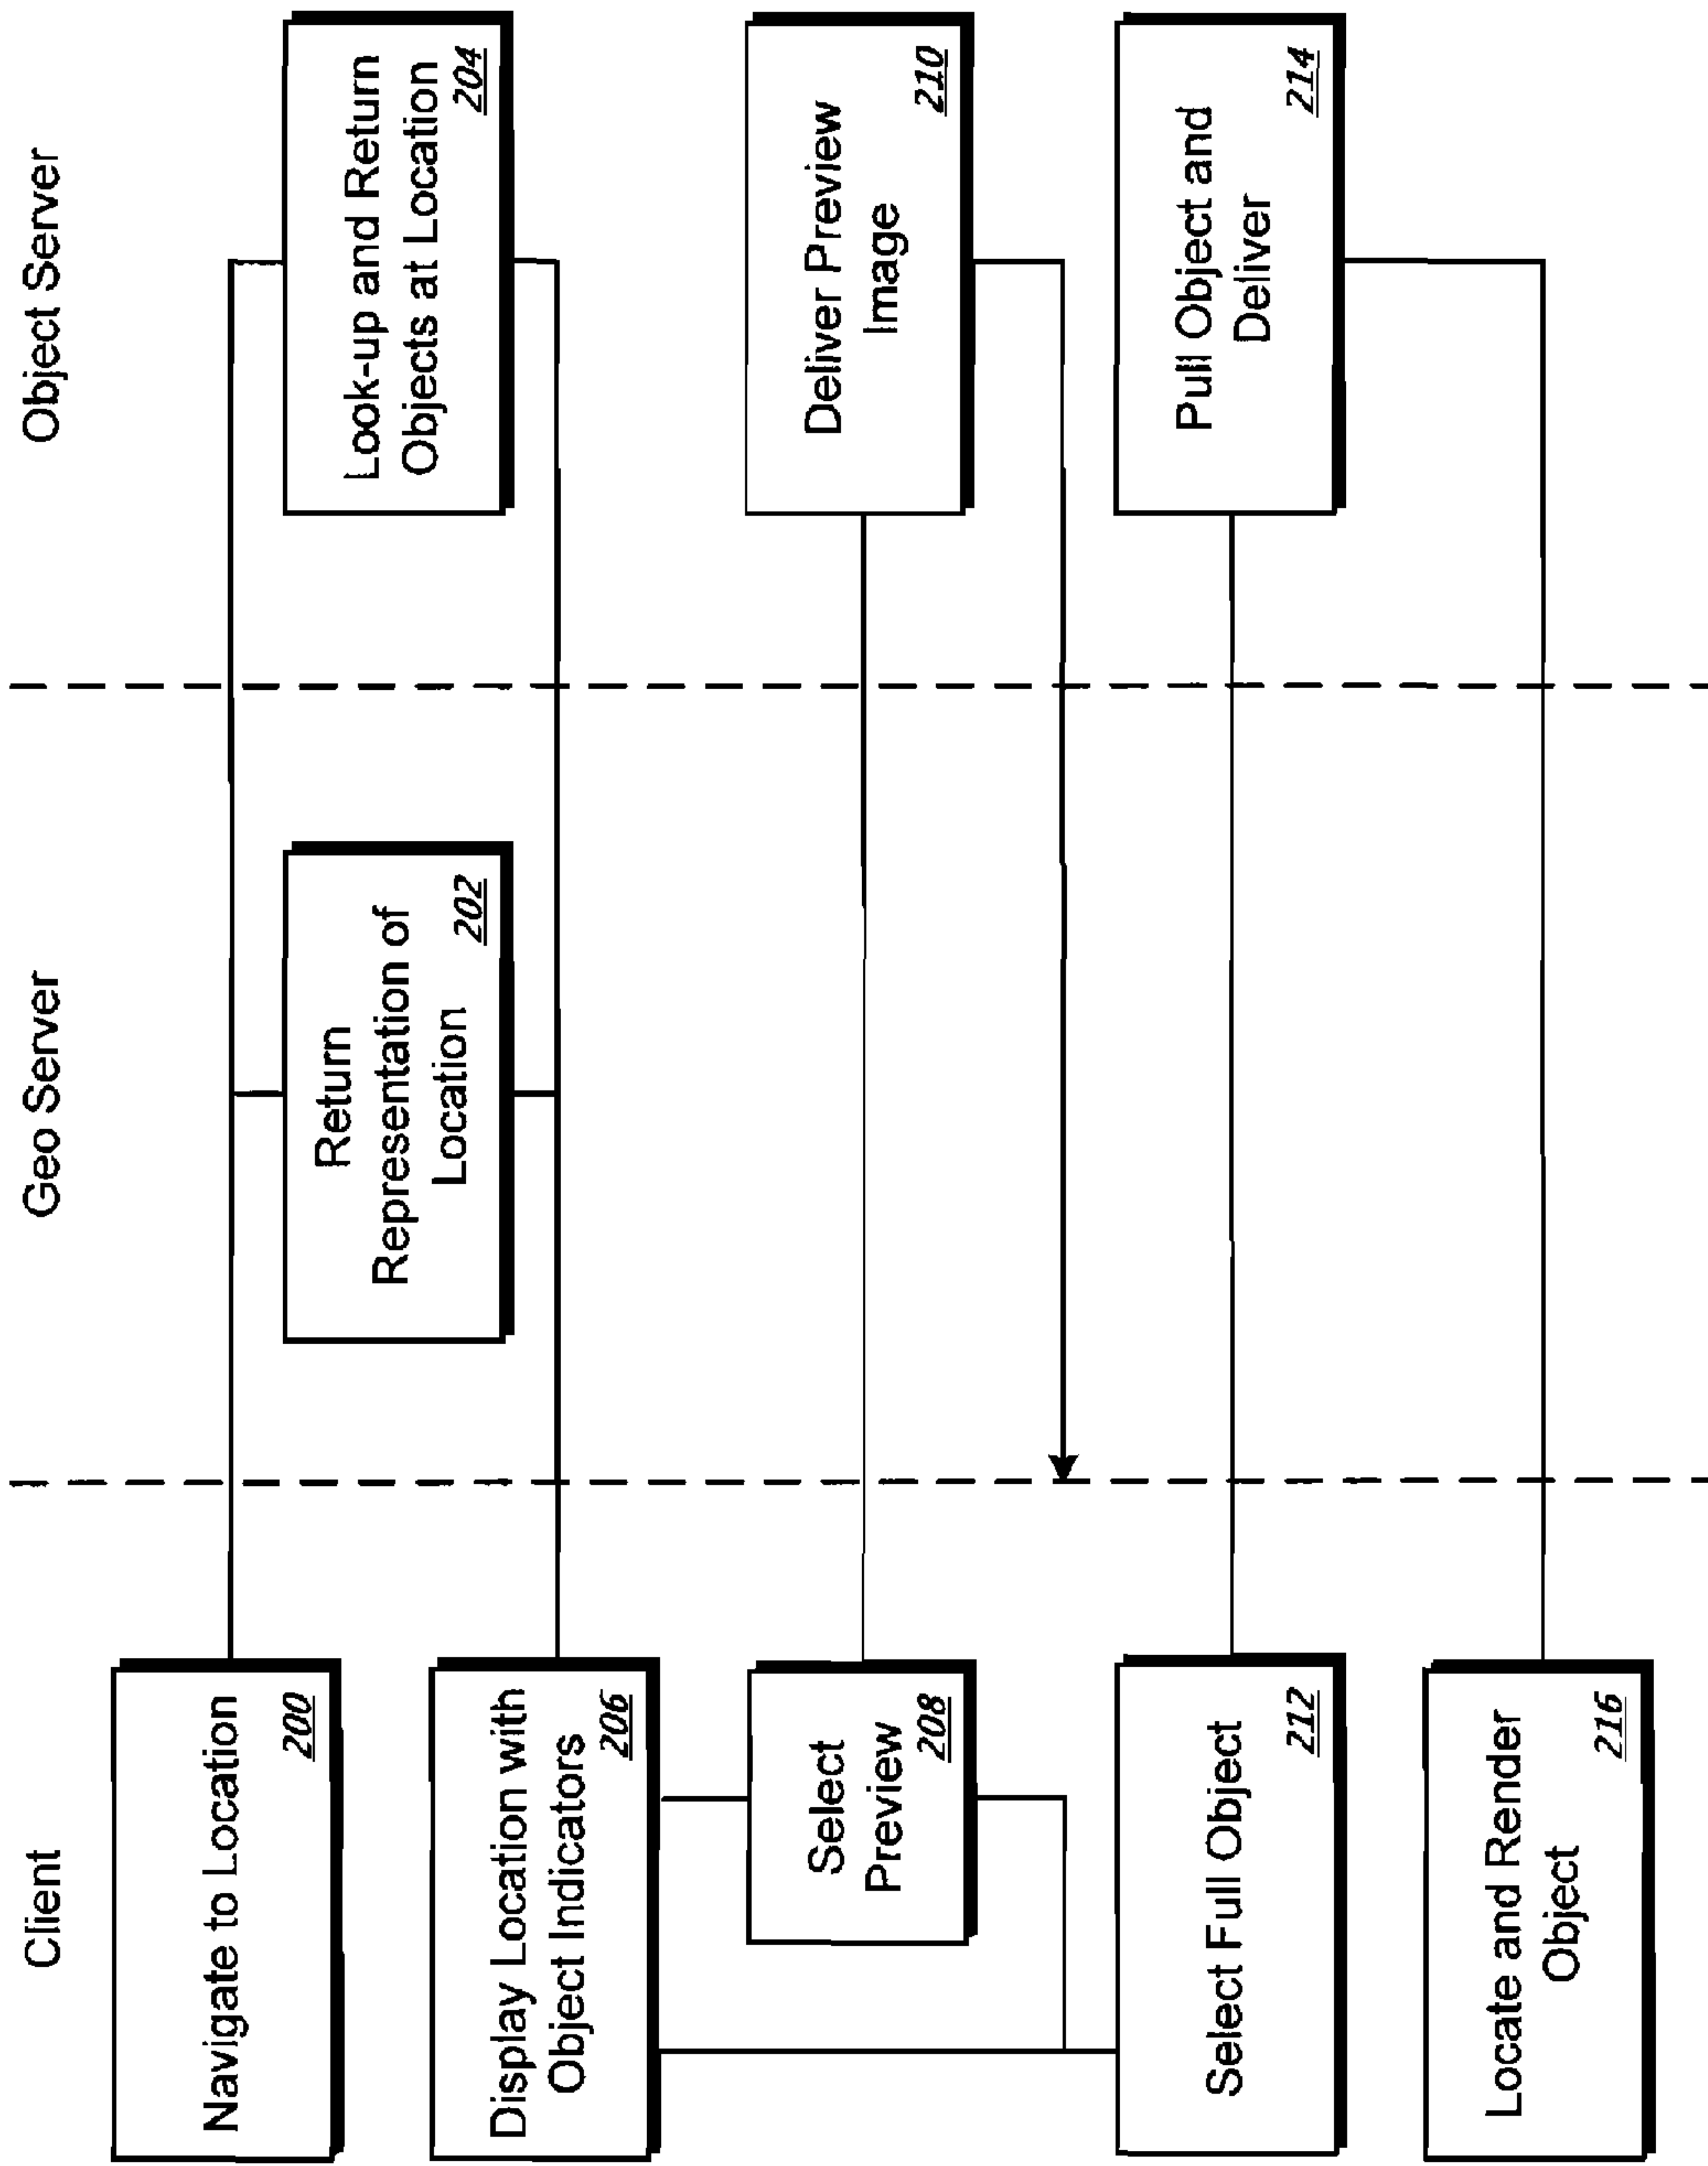 Client
Geo Server
Object Server
Navigate to Location
200
Return
Representation of
Location
202
Look-up and Return
Objects at Location
204
Display Location with
Object Indicators
206
Select
Preview
208
Deliver Preview
Image
210
Select Full Object
212
Pull Object and
Deliver
214
Locate and Render
Object
216